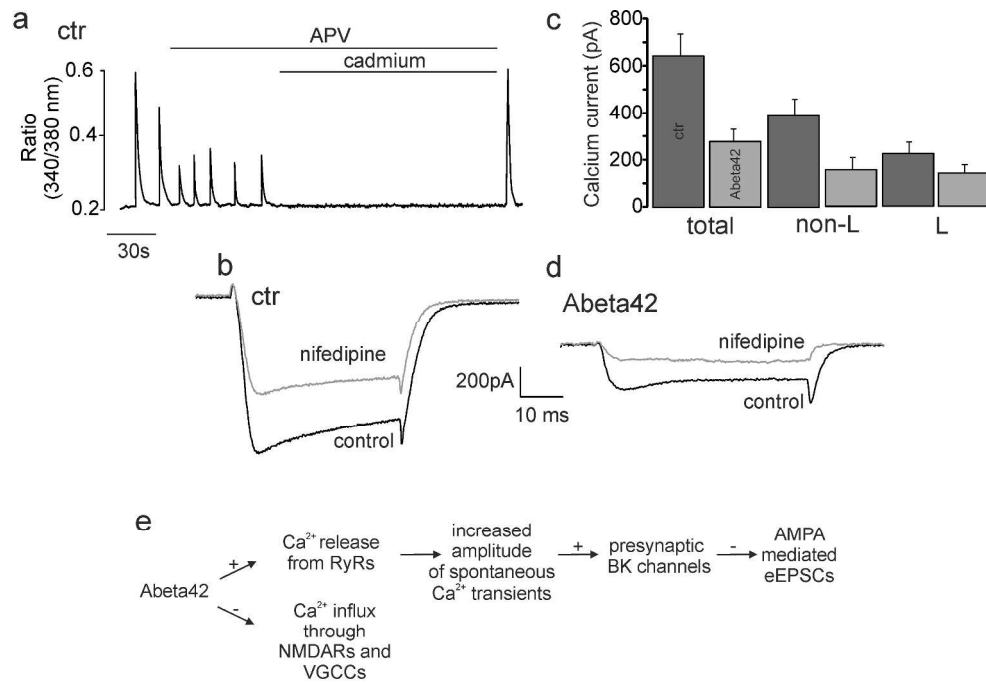 a
ctr
APV
cadmium
0.6
0.4
0.2
Ratio
(340/380 nm)
30s
b
ctr
nifedipine
control
200pA
10 ms
c
800
600
400
200
0
Calcium current (pA)
ctr
Abeta42
total
non-L
L
d
Abeta42
nifedipine
control
e
Abeta42
+
-
Ca²⁺ release
from RyRs
Ca²⁺ influx
through
NMDARs and
VGCCs
increased
amplitude
of spontaneous
Ca²⁺ transients
+
presynaptic
BK channels
-
AMPA
mediated
eEPSCs